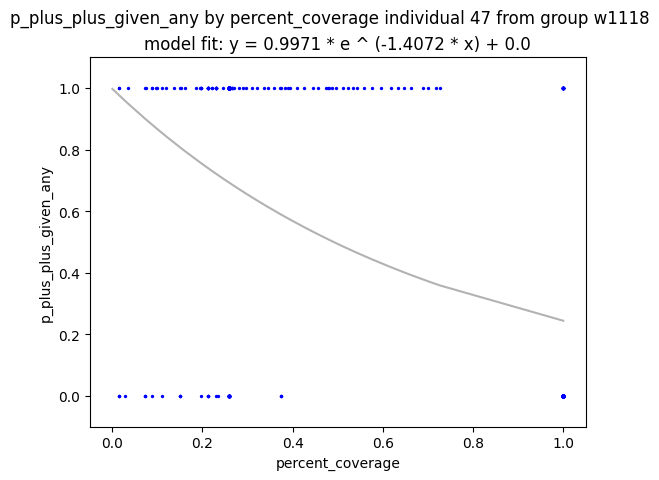 p_plus_plus_given_any by percent_coverage individual 47 from group w1118
model fit: y = 0.9971 * e ^ (-1.4072 * x) + 0.0
1.0
0.8
0.6
0.4
0.2
0.0
p_plus_plus_given_any
0.0 0.2 0.4 0.6 0.8 1.0
percent_coverage